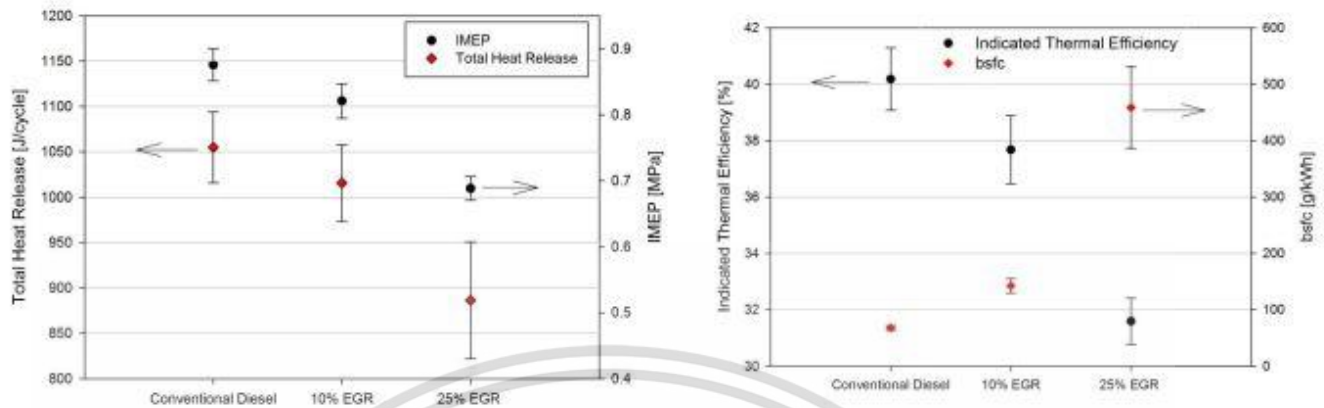 1200
1150
1100
1050
1000
950
900
850
800
Total Heat Release [J/cycle]
IMEP
Total Heat Release
0.9
0.8
0.7
0.6
0.5
0.4
IMEP [MPa]
Conventional Diesel 10% EGR 25% EGR
42
40
38
36
34
32
30
Indicated Thermal Efficiency [%]
Indicated Thermal Efficiency
bsfc
600
500
400
300
200
100
0
bsfc [g/kWh]
Conventional Diesel 10% EGR 25% EGR